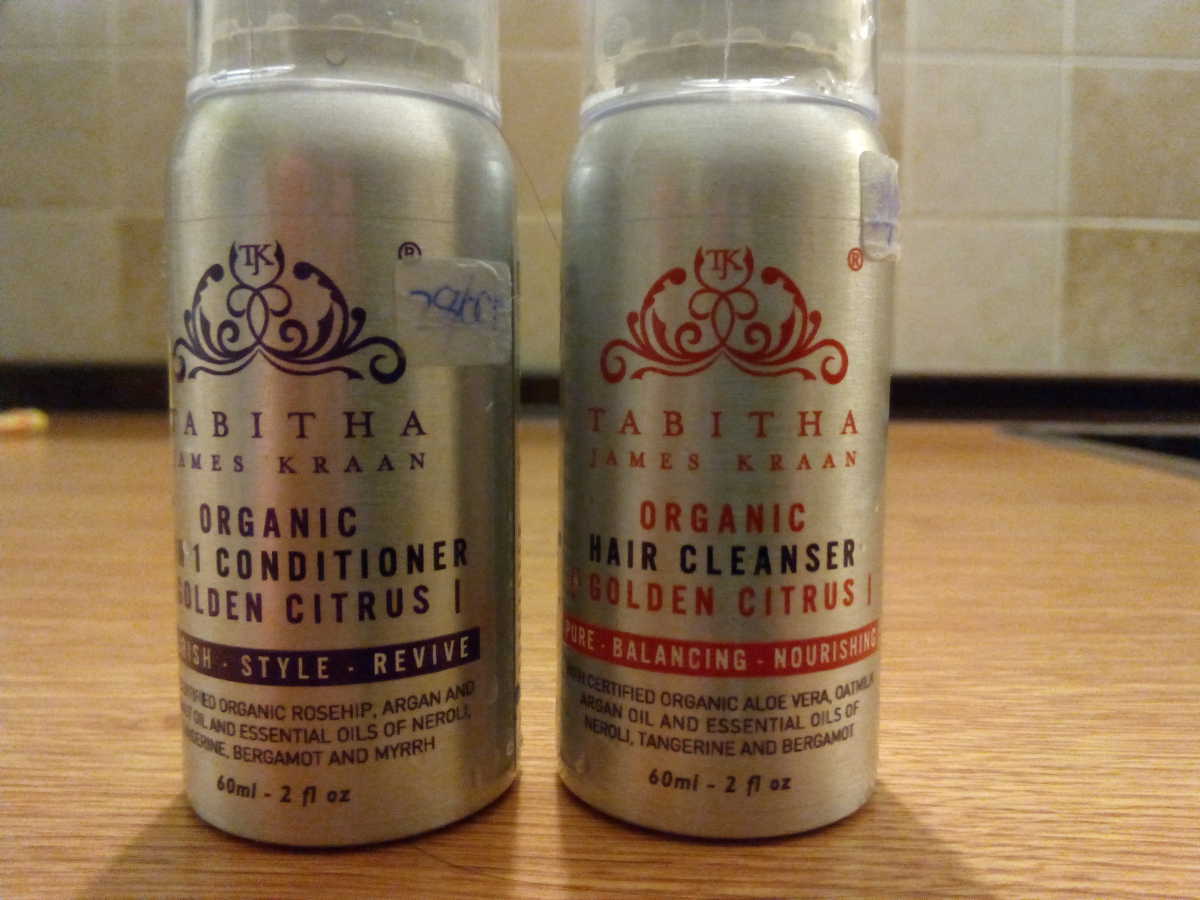 TJK
®
TABITHA
JAMES KRAAN
ORGANIC
1 CONDITIONER
GOLDEN CITRUS |
· STYLE · REVIVE
ORGANIC ROSEHIP, ARGAN AND
OIL AND ESSENTIAL OILS OF NEROLI,
BERGAMOT AND MYRRH
60ml - 2 fl oz
TJK
®
TABITHA
JAMES KRAAN
ORGANIC
HAIR CLEANSER
| GOLDEN CITRUS |
PURE · BALANCING · NOURISHING
CERTIFIED ORGANIC ALOE VERA, OATMILK
ARGAN OIL AND ESSENTIAL OILS OF
NEROLI, TANGERINE AND BERGAMOT
60ml - 2 fl oz